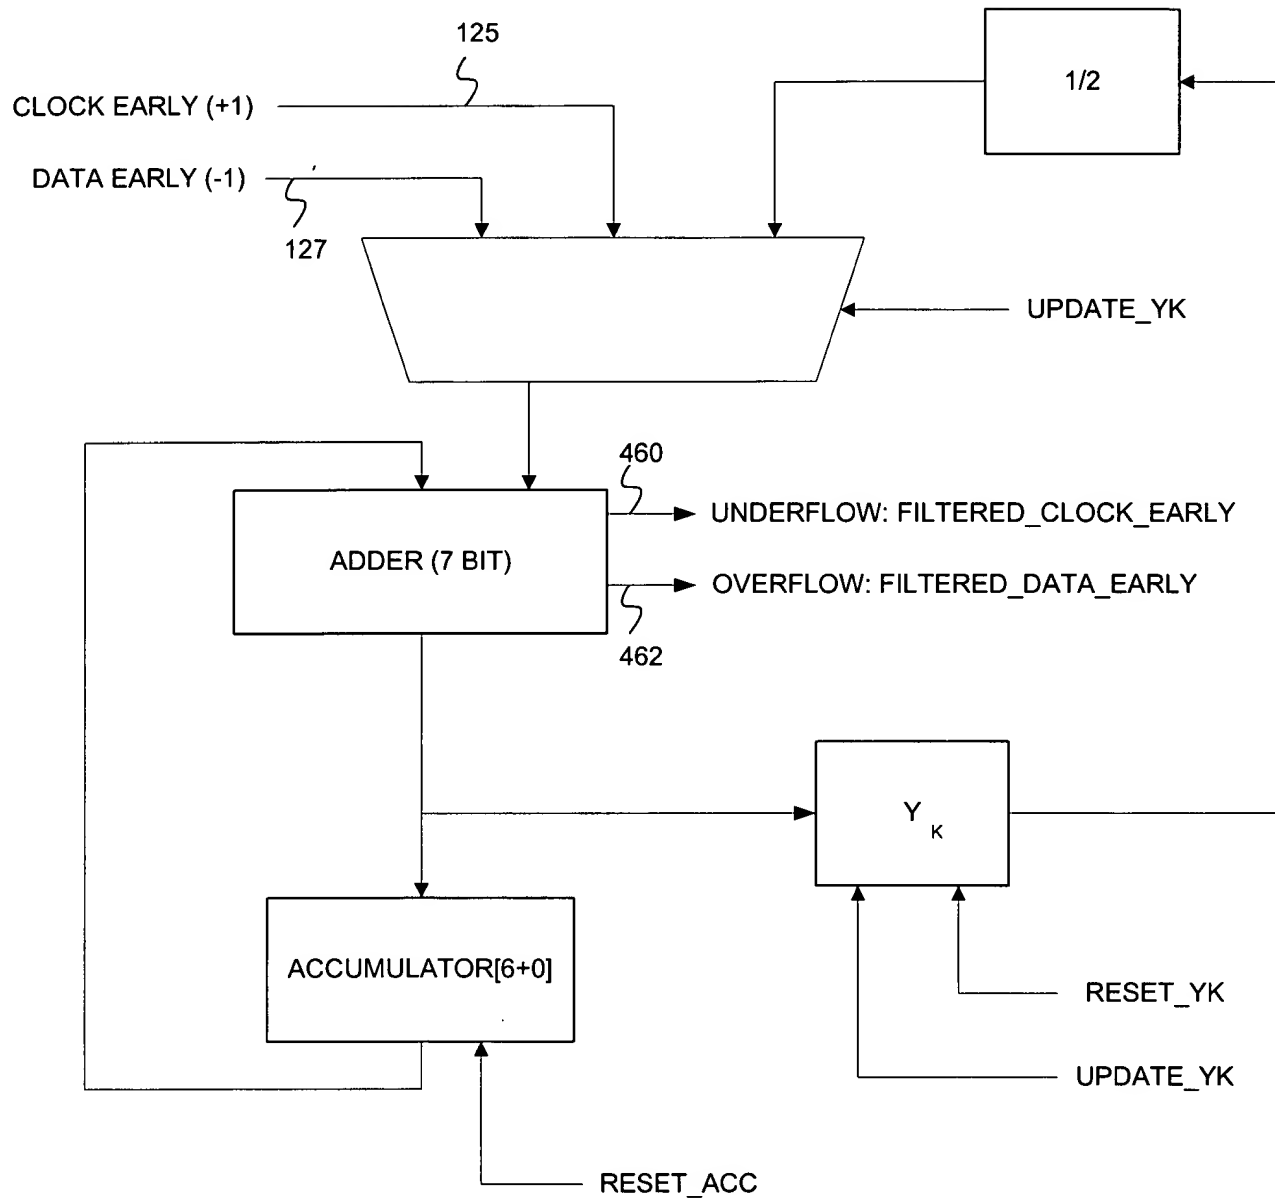 125
CLOCK EARLY (+1)
1/2
DATA EARLY (-1)
127
UPDATE_YK
460
UNDERFLOW: FILTERED_CLOCK_EARLY
ADDER (7 BIT)
OVERFLOW: FILTERED_DATA_EARLY
462
Y K
ACCUMULATOR[6+0]
RESET_YK
UPDATE_YK
RESET_ACC